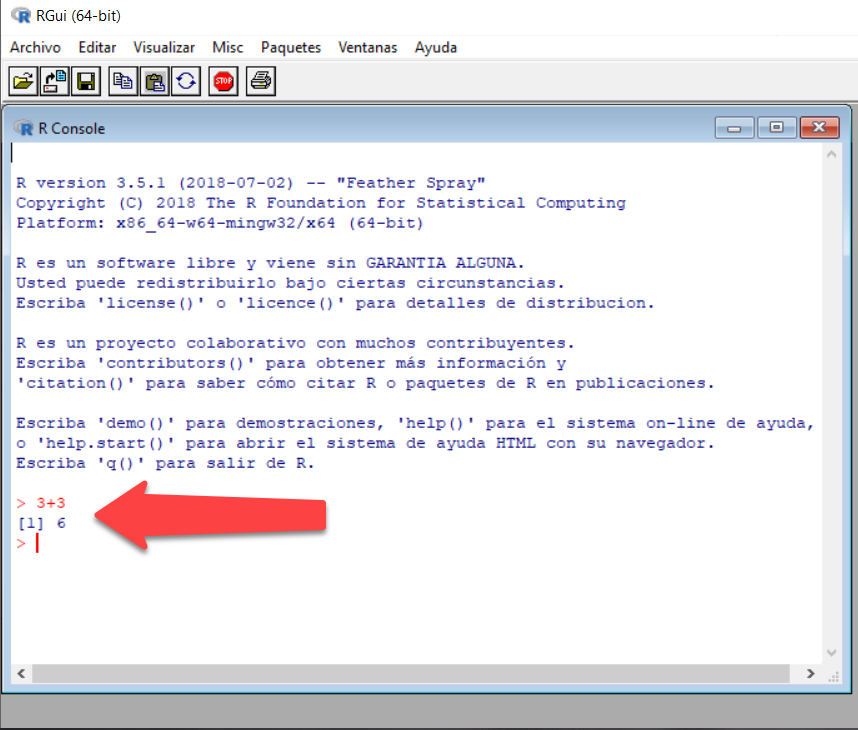 RGui (64-bit)
Archivo Editar Visualizar Misc Paquetes Ventanas Ayuda
STOP
R Console
R version 3.5.1 (2018-07-02) -- "Feather Spray"
Copyright (C) 2018 The R Foundation for Statistical Computing
Platform: x86_64-w64-mingw32/x64 (64-bit)
R es un software libre y viene sin GARANTIA ALGUNA.
Usted puede redistribuirlo bajo ciertas circunstancias.
Escriba 'license()' o 'licence()' para detalles de distribucion.
R es un proyecto colaborativo con muchos contribuyentes.
Escriba 'contributors()' para obtener más información y
'citation()' para saber cómo citar R o paquetes de R en publicaciones.
Escriba 'demo()' para demostraciones, 'help()' para el sistema on-line de ayuda,
o 'help.start()' para abrir el sistema de ayuda HTML con su navegador.
Escriba 'q()' para salir de R.
> 3+3
[1] 6
>